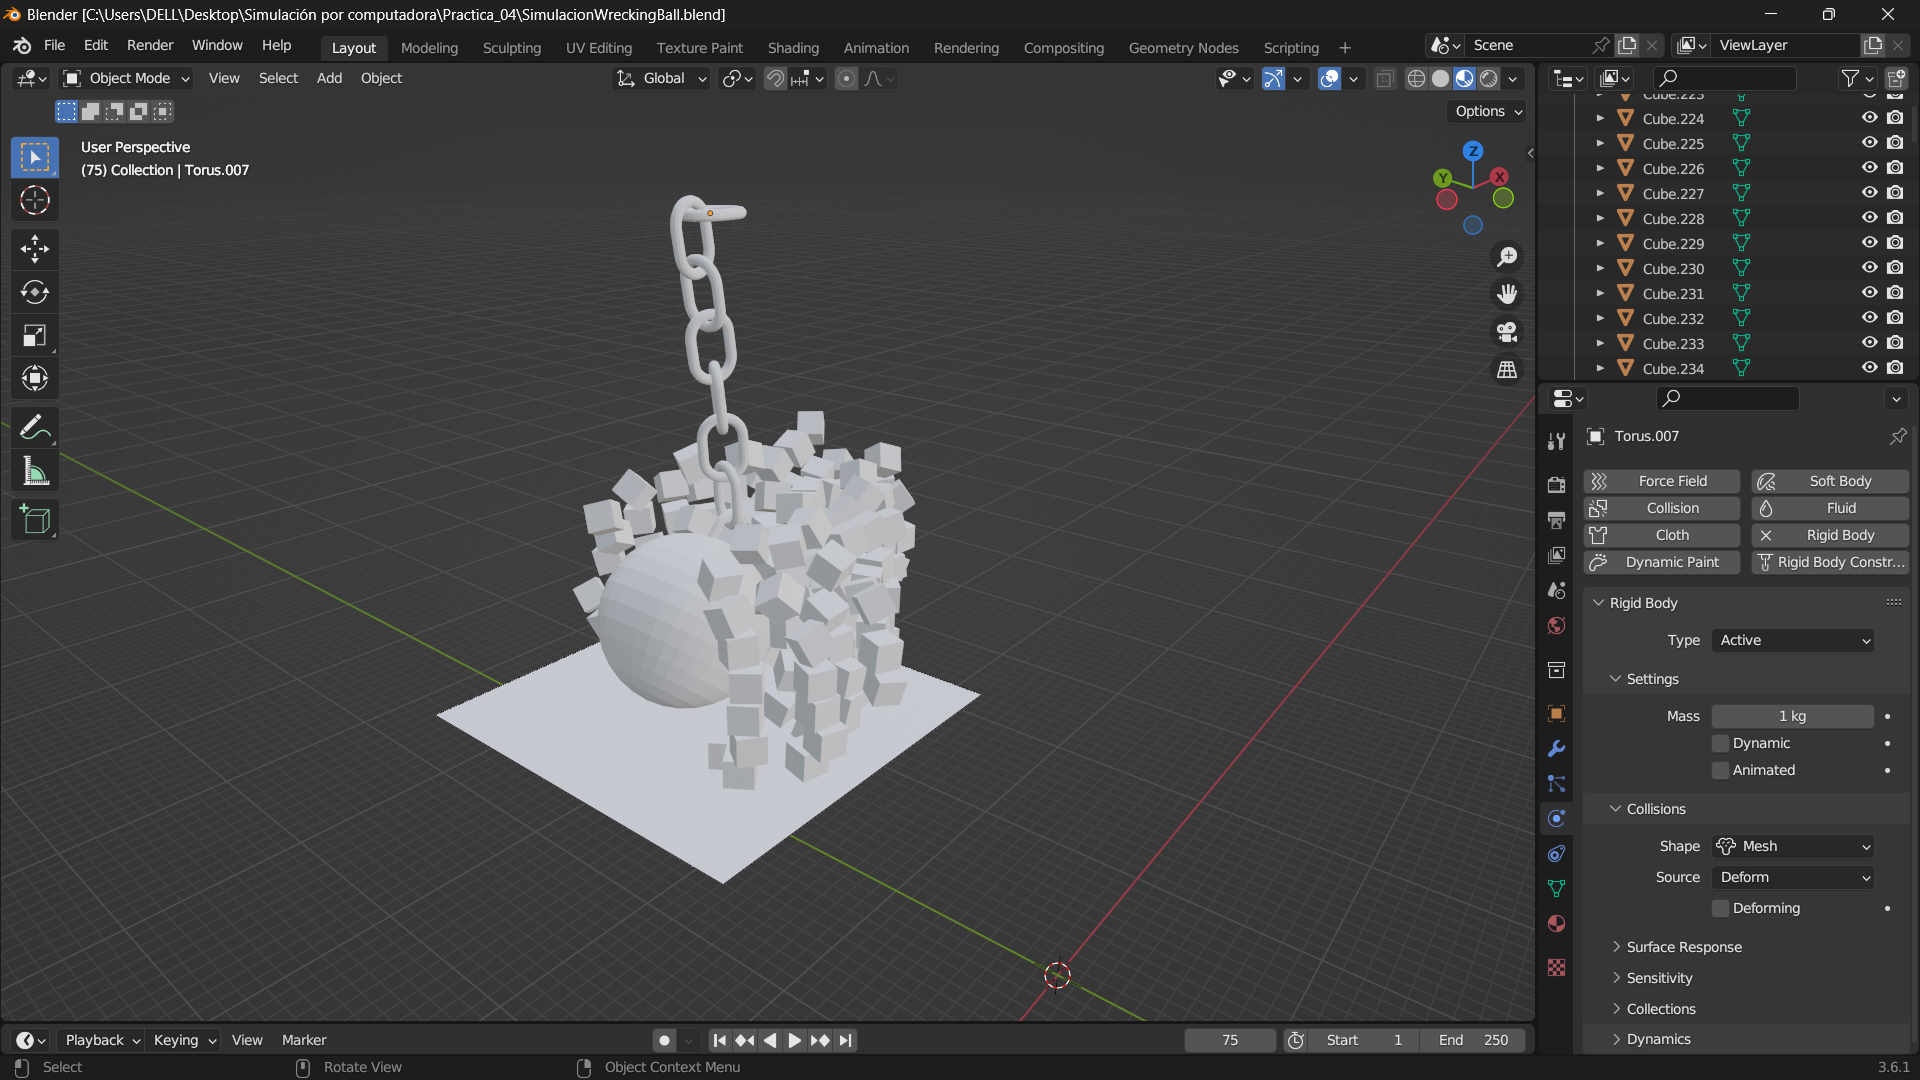 Blender [C:\Users\DELL\Desktop\Simulación por computadora\Practica_04\SimulacionWreckingBall.blend]
File Edit Render Window Help Layout Modeling Sculpting UV Editing Texture Paint Shading Animation Rendering Compositing Geometry Nodes Scripting + Scene ViewLayer
Object Mode View Select Add Object Global
Options
User Perspective
(75) Collection | Torus.007
Z
Y
X
Cube.223
Cube.224
Cube.225
Cube.226
Cube.227
Cube.228
Cube.229
Cube.230
Cube.231
Cube.232
Cube.233
Cube.234
Torus.007
Force Field Soft Body
Collision Fluid
Cloth Rigid Body
Dynamic Paint Rigid Body Constr...
Rigid Body
Type Active
Settings
Mass 1 kg
Dynamic
Animated
Collisions
Shape Mesh
Source Deform
Deforming
Surface Response
Sensitivity
Collections
Dynamics
Playback Keying View Marker 75 Start 1 End 250
Select Rotate View Object Context Menu 3.6.1